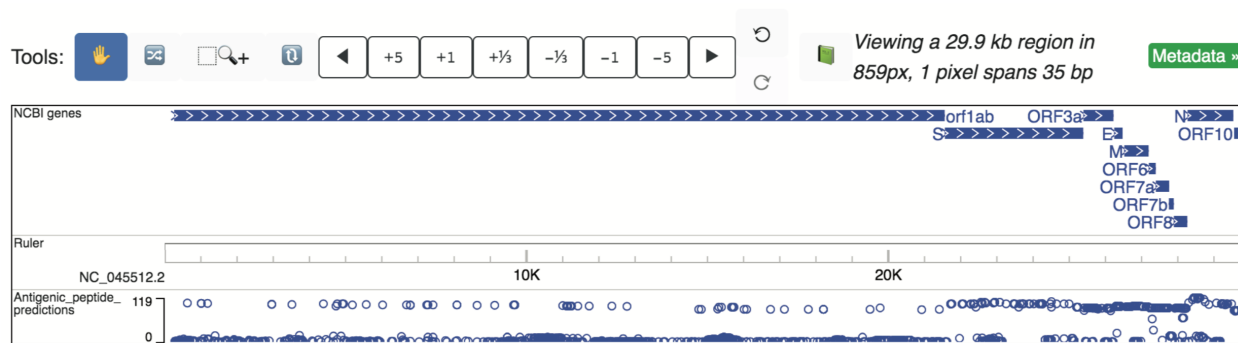 Tools:
+5 +1 +⅓ -⅓ -1 -5
Viewing a 29.9 kb region in
859px, 1 pixel spans 35 bp
Metadata »
NCBI genes
orf1ab ORF3a N
S E ORF10
M
ORF6
ORF7a
ORF7b
ORF8
Ruler
NC_045512.2 10K 20K
Antigenic_peptide_ 119
predictions
0